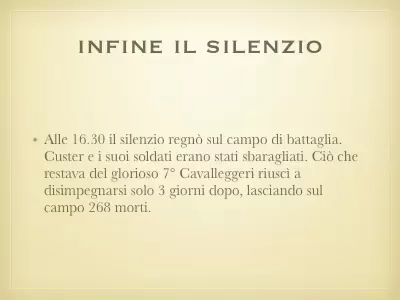 INFINE IL SILENZIO
• Alle 16.30 il silenzio regnò sul campo di battaglia.
Custer e i suoi soldati erano stati sbaragliati. Ciò che
restava del glorioso 7° Cavalleggeri riuscì a
disimpegnarsi solo 3 giorni dopo, lasciando sul
campo 268 morti.